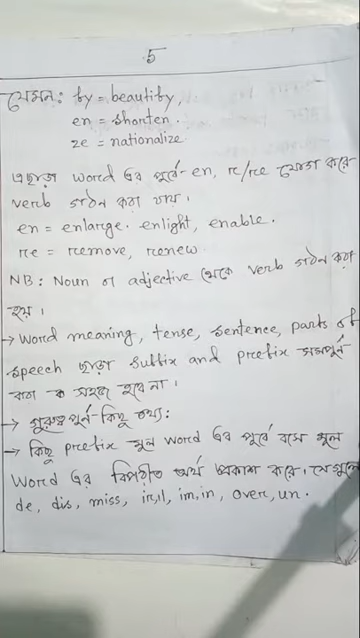 5
যেমন: fy = beautify,
en = shorten.
ze = nationalize.
এছাড়া word এর পূর্বে en, re যোগ করে
verb গঠন করা যায়।
en = enlarge. enlight, enable.
re = remove, renew.
NB: Noun or adjective থেকে verb গঠন করা
হয়।
→ Word meaning, tense, sentence, parts of
speech ছাড়া Suffix and prefix সম্পূর্ন
করা সহজ হবে না।
→ গুরুত্বপূর্ন কিছু তথ্য:
→ কিছু prefix মূল word এর পূর্বে বসে মূল
Word এর বিপরীত অর্থ প্রকাশ করে। যেগুলো
de, dis, miss, ir, il, im, in, over, un.